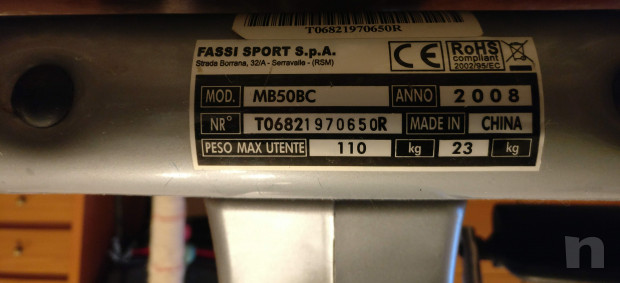 T06821970650R
FASSI SPORT S.p.A.
Strada Borrana, 32/A - Serravalle - (RSM)
CE RoHS
compliant
2002/95/EC
MOD. MB50BC ANNO 2008
NR° T06821970650R MADE IN CHINA
PESO MAX UTENTE 110 kg 23 kg
n